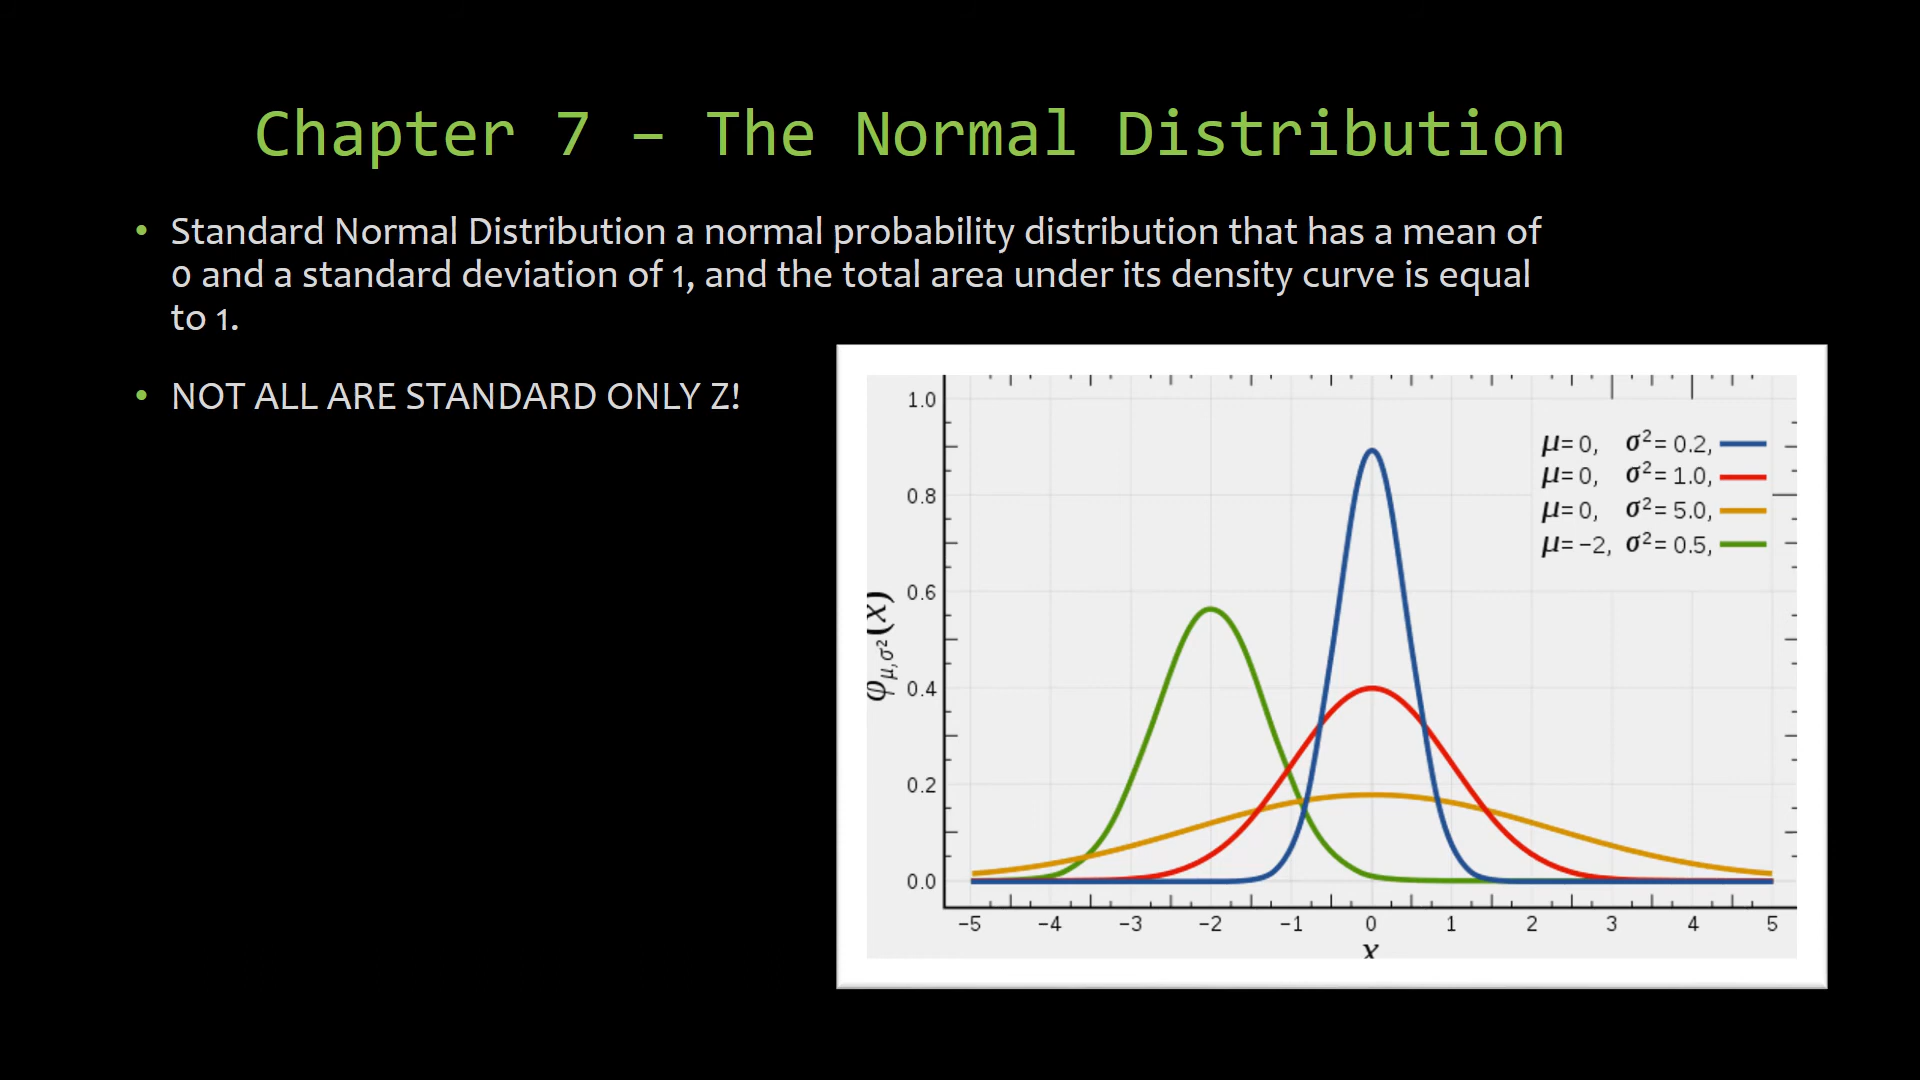 Chapter 7 – The Normal Distribution
• Standard Normal Distribution a normal probability distribution that has a mean of
0 and a standard deviation of 1, and the total area under its density curve is equal
to 1.
• NOT ALL ARE STANDARD ONLY Z!
φμ,σ²(x)
1.0
0.8
0.6
0.4
0.2
0.0
μ= 0, σ²= 0.2,
μ= 0, σ²= 1.0,
μ= 0, σ²= 5.0,
μ= −2, σ²= 0.5,
−5 −4 −3 −2 −1 0 1 2 3 4 5
x